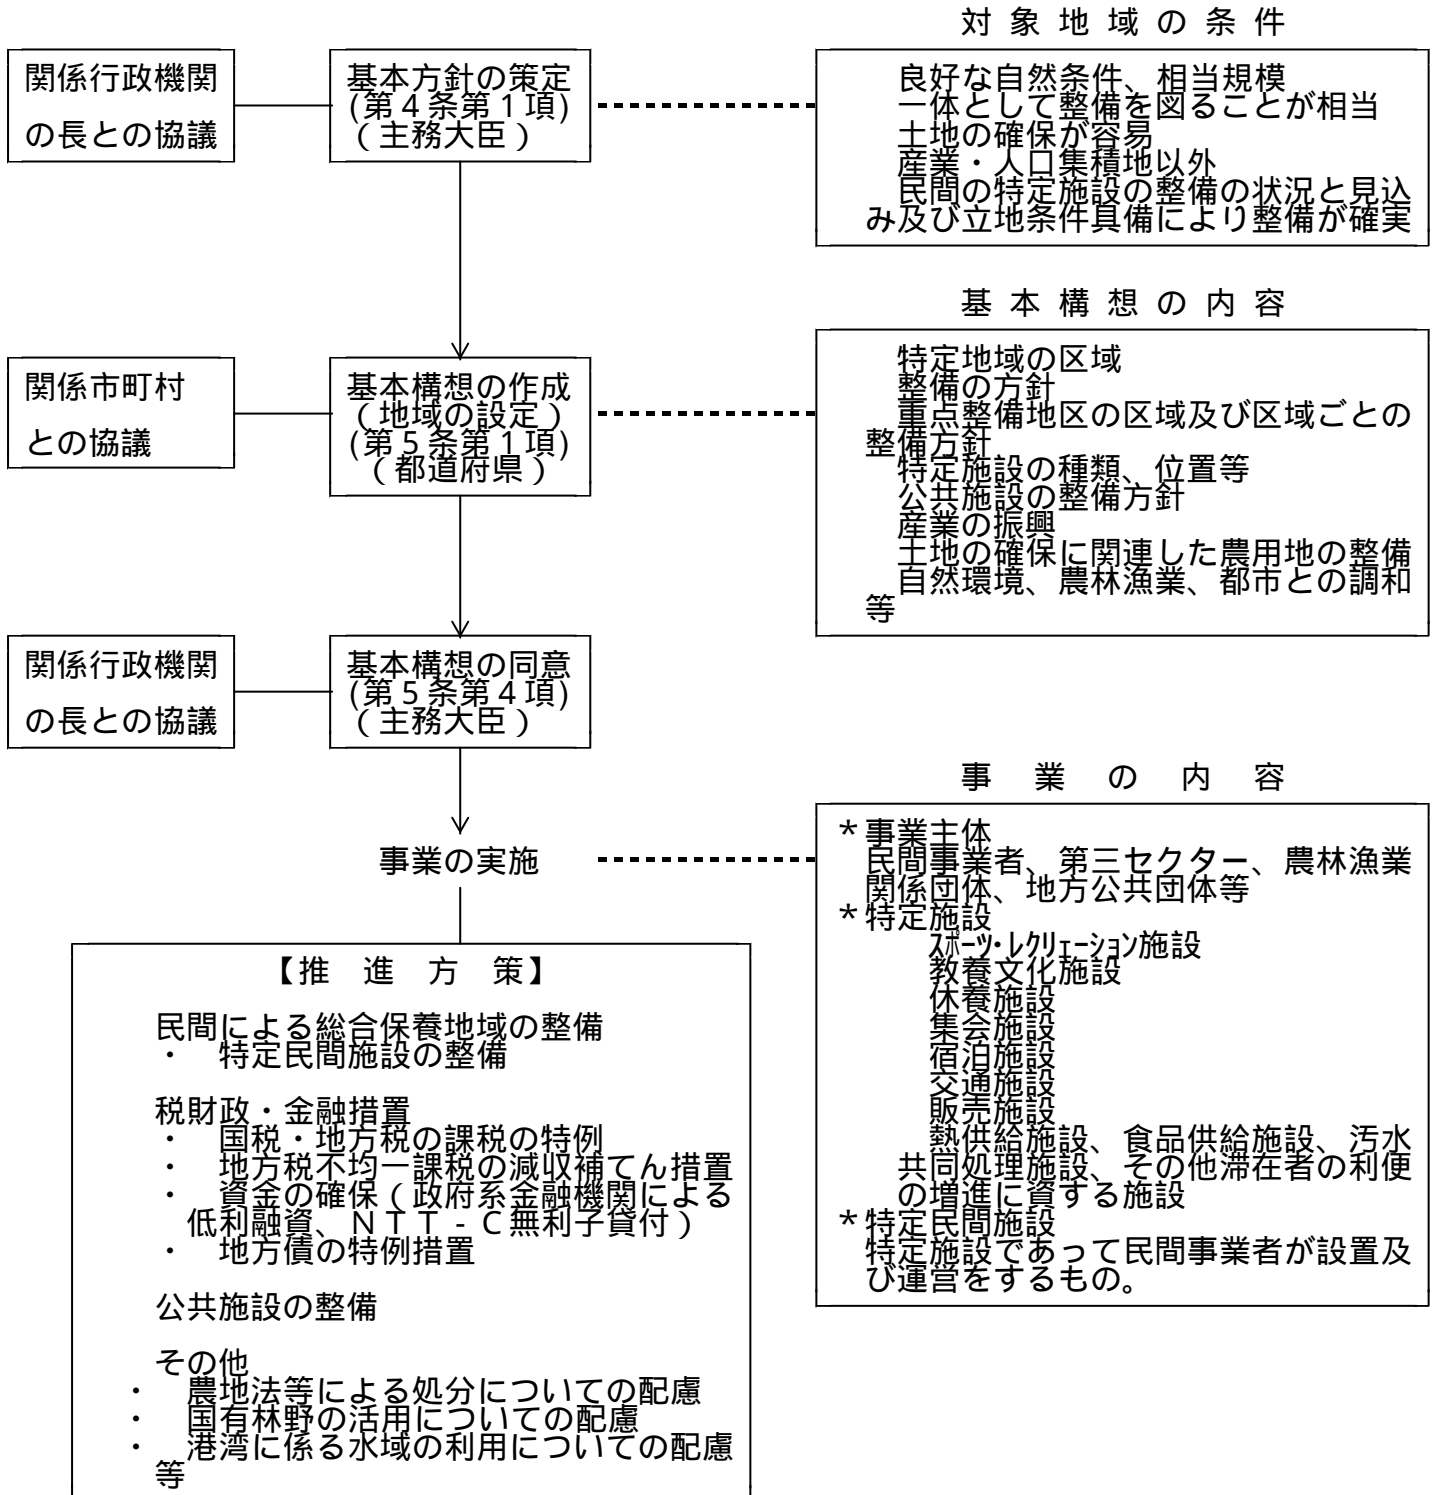 対象地域の条件
関係行政機関
の長との協議
基本方針の策定
(第4条第1項)
（主務大臣）
良好な自然条件、相当規模
一体として整備を図ることが相当
土地の確保が容易
産業・人口集積地以外
民間の特定施設の整備の状況と見込
み及び立地条件具備により整備が確実
基本構想の内容
関係市町村
との協議
基本構想の作成
（地域の設定）
(第5条第1項)
（都道府県）
特定地域の区域
整備の方針
重点整備地区の区域及び区域ごとの
整備方針
特定施設の種類、位置等
公共施設の整備方針
産業の振興
土地の確保に関連した農用地の整備
自然環境、農林漁業、都市との調和
等
関係行政機関
の長との協議
基本構想の同意
(第5条第4項)
（主務大臣）
事業の内容
事業の実施
*事業主体
民間事業者、第三セクター、農林漁業
関係団体、地方公共団体等
*特定施設
ｽﾎﾟｰﾂ･ﾚｸﾘｪｰｼｮﾝ施設
教養文化施設
休養施設
集会施設
宿泊施設
交通施設
販売施設
熱供給施設、食品供給施設、汚水
共同処理施設、その他滞在者の利便
の増進に資する施設
*特定民間施設
特定施設であって民間事業者が設置及
び運営をするもの。
【推進方策】
民間による総合保養地域の整備
・　特定民間施設の整備
税財政・金融措置
・　国税・地方税の課税の特例
・　地方税不均一課税の減収補てん措置
・　資金の確保（政府系金融機関による
低利融資、ＮＴＴ-Ｃ無利子貸付）
・　地方債の特例措置
公共施設の整備
その他
・　農地法等による処分についての配慮
・　国有林野の活用についての配慮
・　港湾に係る水域の利用についての配慮
等